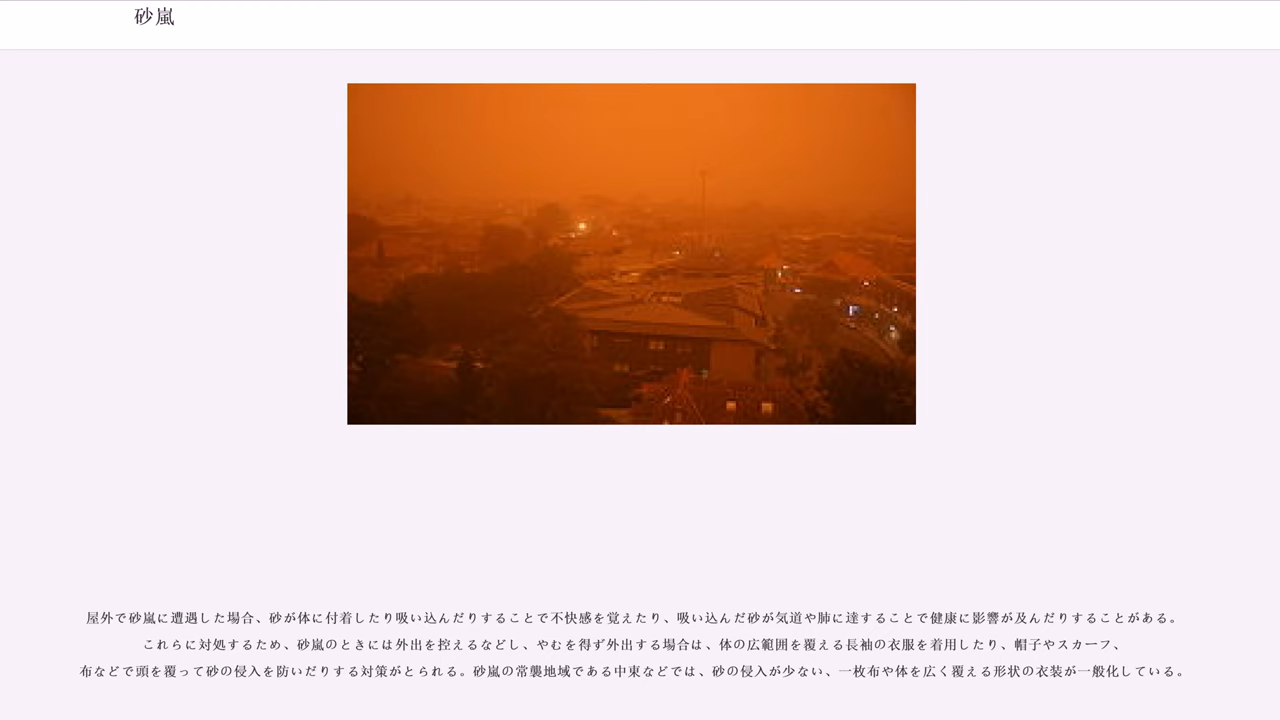 砂嵐
屋外で砂嵐に遭遇した場合、砂が体に付着したり吸い込んだりすることで不快感を覚えたり、吸い込んだ砂が気道や肺に達することで健康に影響が及んだりすることがある。
これらに対処するため、砂嵐のときには外出を控えるなどし、やむを得ず外出する場合は、体の広範囲を覆える長袖の衣服を着用したり、帽子やスカーフ、
布などで頭を覆って砂の侵入を防いだりする対策がとられる。砂嵐の常襲地域である中東などでは、砂の侵入が少ない、一枚布や体を広く覆える形状の衣装が一般化している。